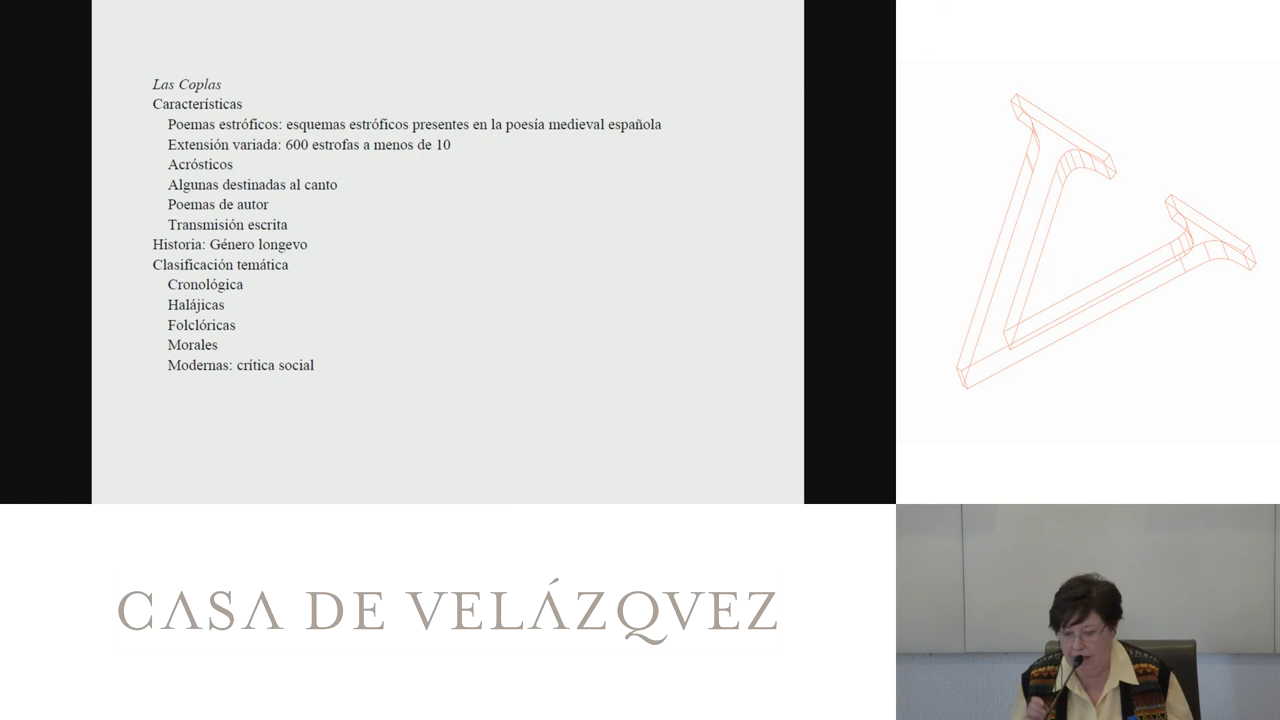 Las Coplas
Características
Poemas estróficos: esquemas estróficos presentes en la poesía medieval española
Extensión variada: 600 estrofas a menos de 10
Acrósticos
Algunas destinadas al canto
Poemas de autor
Transmisión escrita
Historia: Género longevo
Clasificación temática
Cronológica
Halájicas
Folclóricas
Morales
Modernas: crítica social
CASA DE VELÁZQVEZ